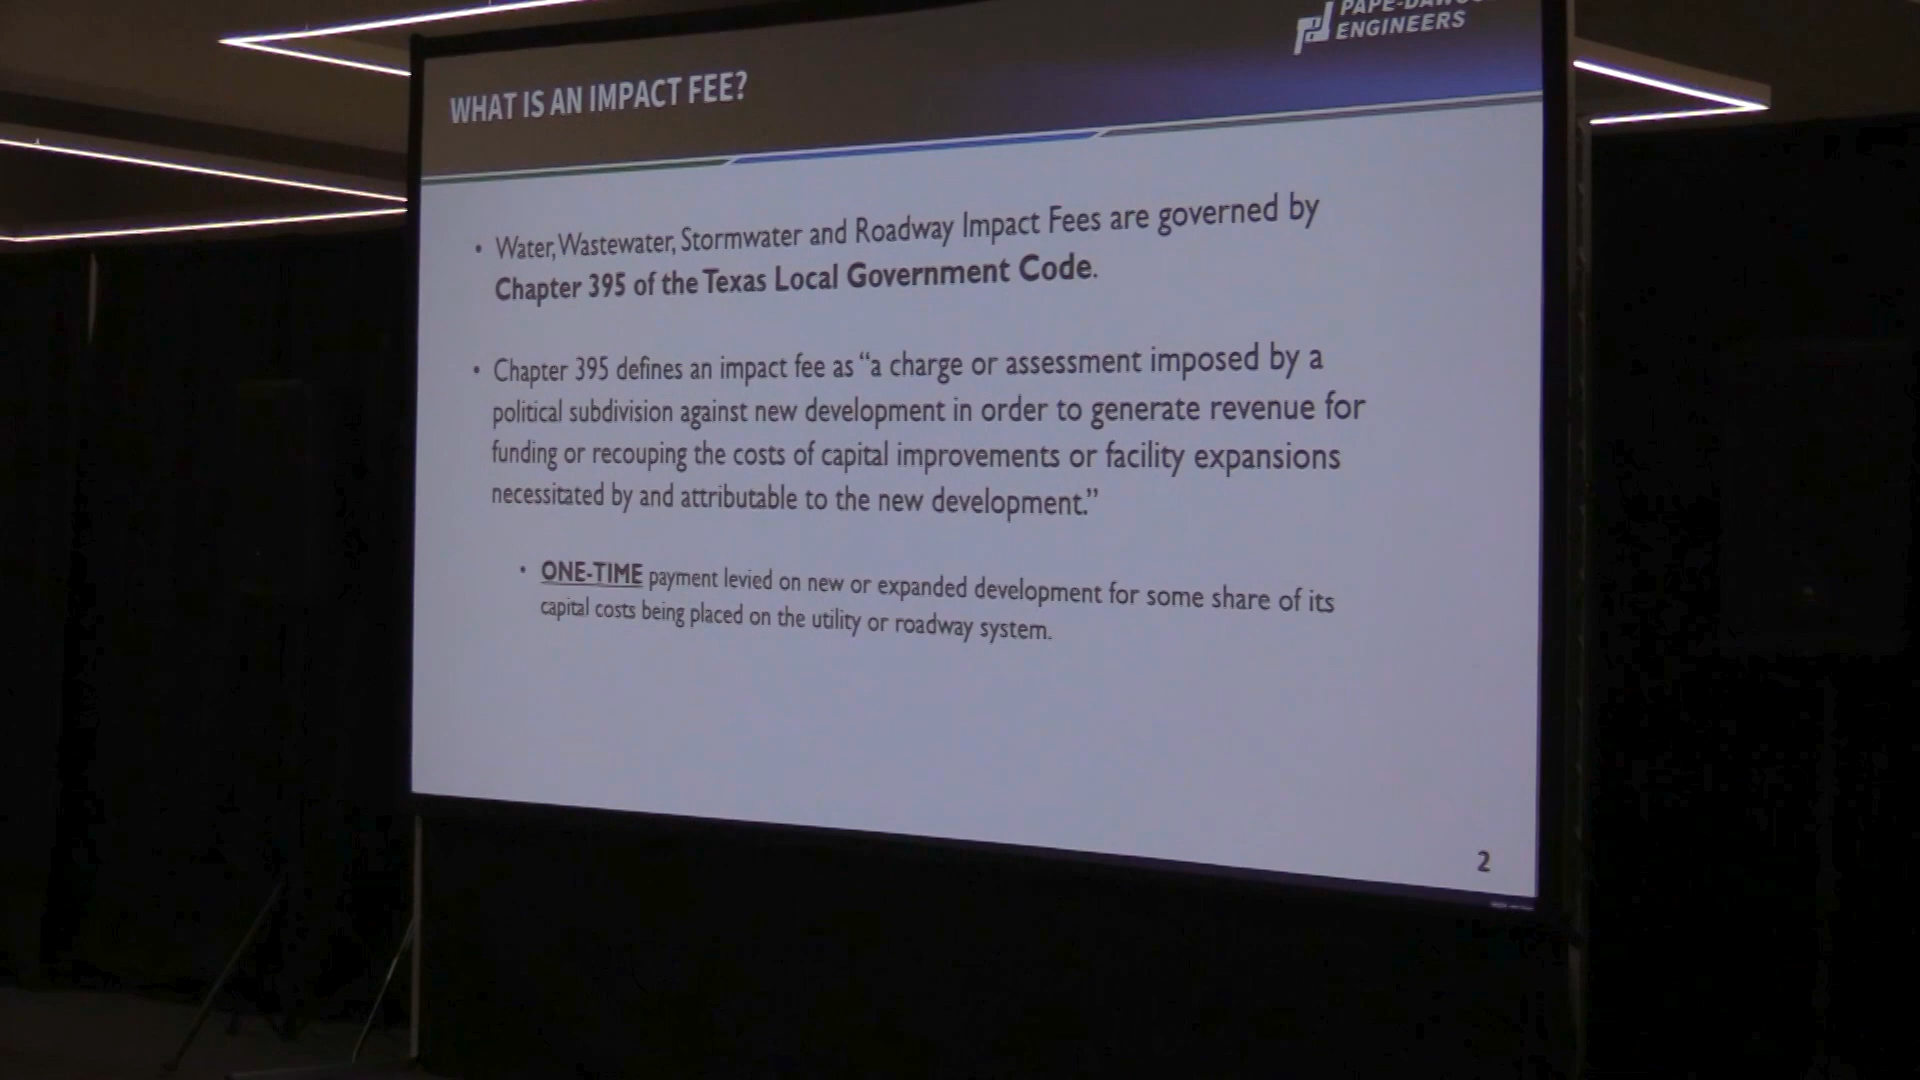 ENGINEERS
WHAT IS AN IMPACT FEE?
• Water, Wastewater, Stormwater and Roadway Impact Fees are governed by
Chapter 395 of the Texas Local Government Code.
• Chapter 395 defines an impact fee as “a charge or assessment imposed by a
political subdivision against new development in order to generate revenue for
funding or recouping the costs of capital improvements or facility expansions
necessitated by and attributable to the new development.”
• ONE-TIME payment levied on new or expanded development for some share of its
capital costs being placed on the utility or roadway system.
2